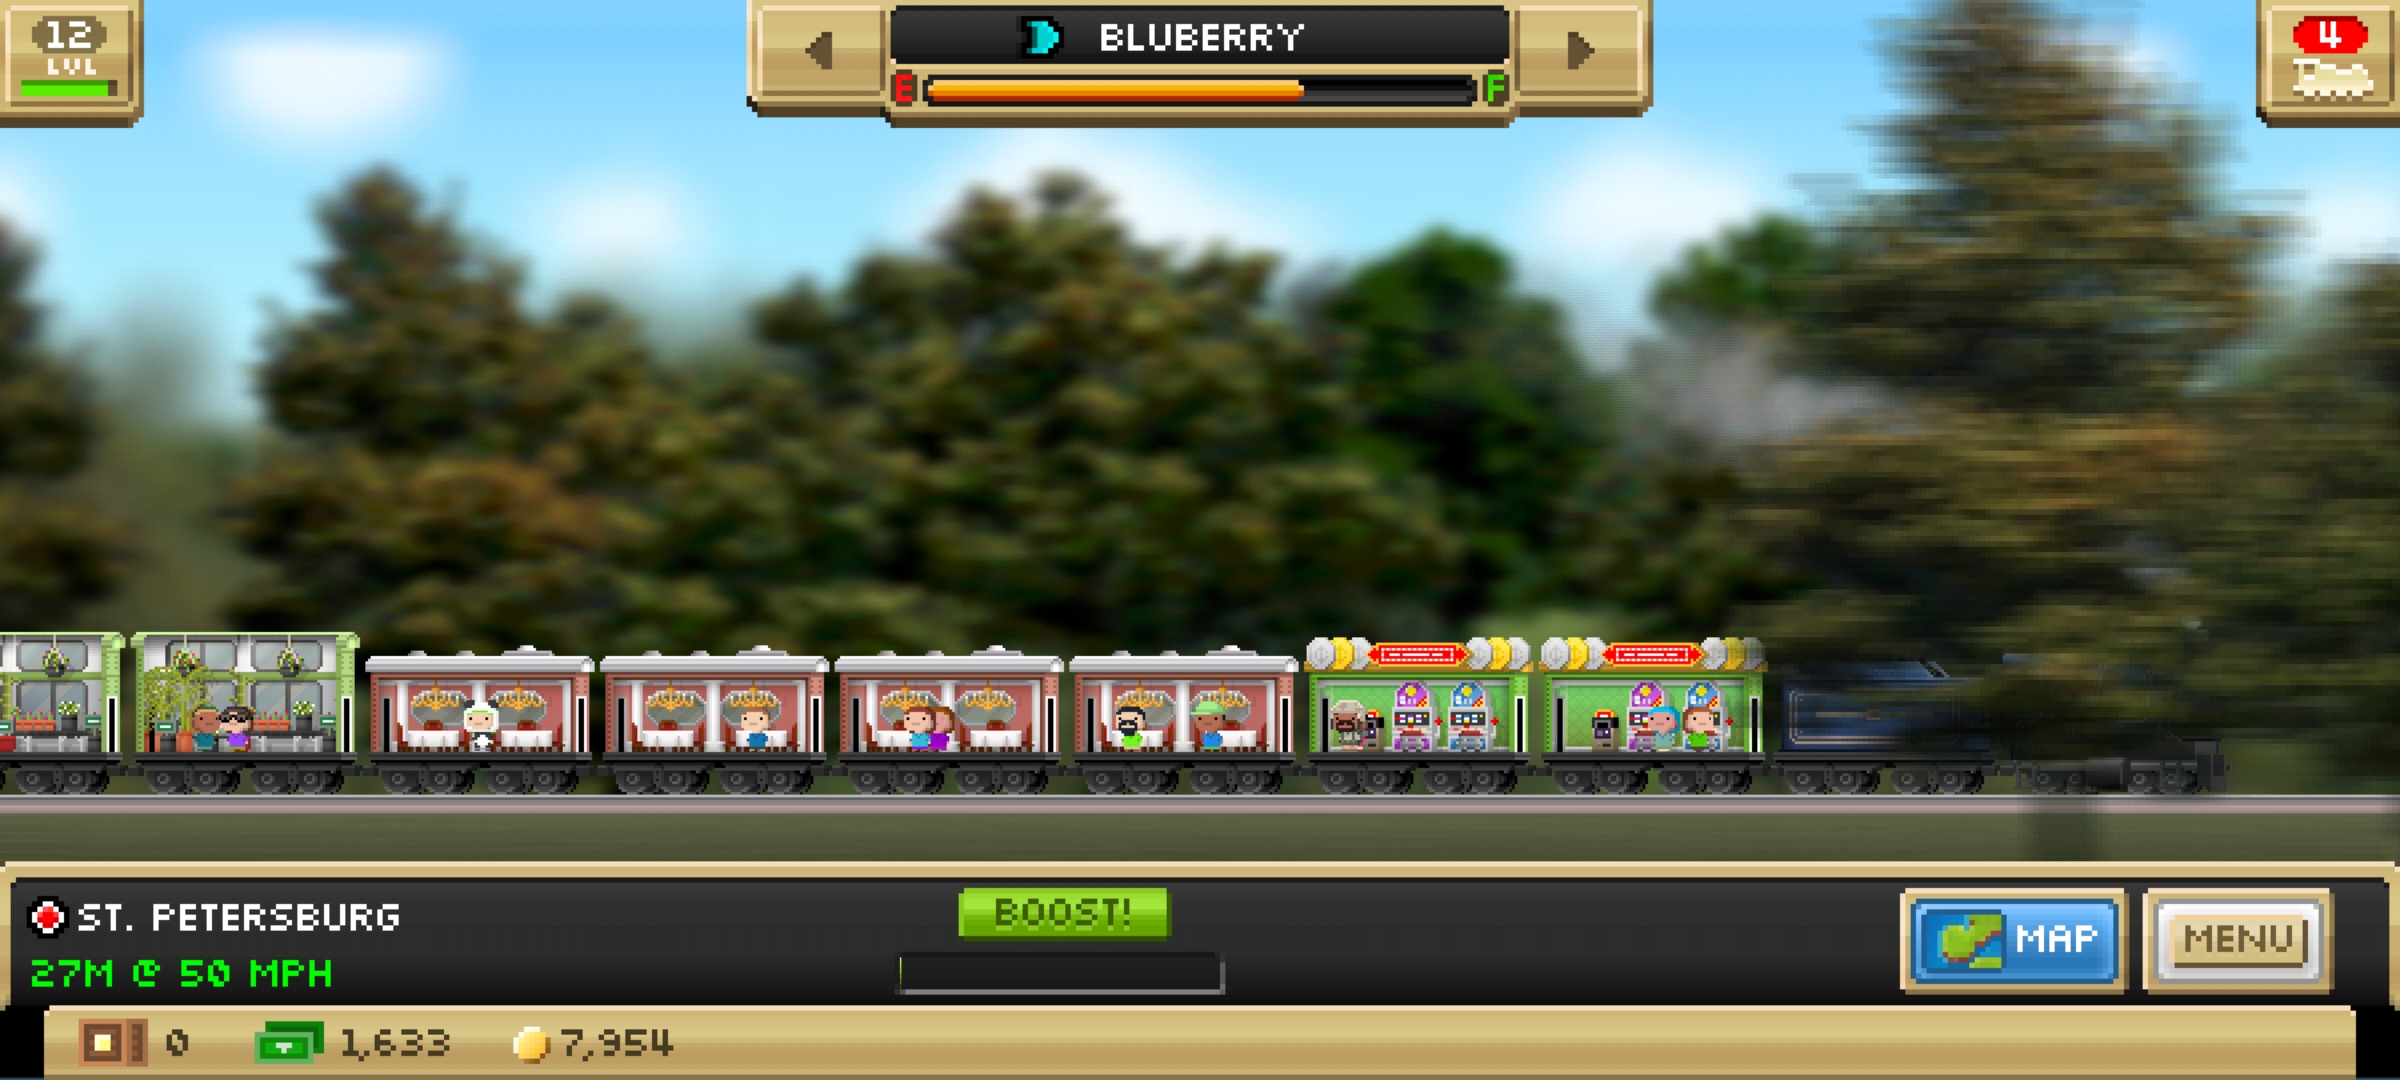 12
LVL
BLUBERRY
E
F
4
ST. PETERSBURG
27M @ 50 MPH
BOOST!
MAP
MENU
0
1,633
7,954